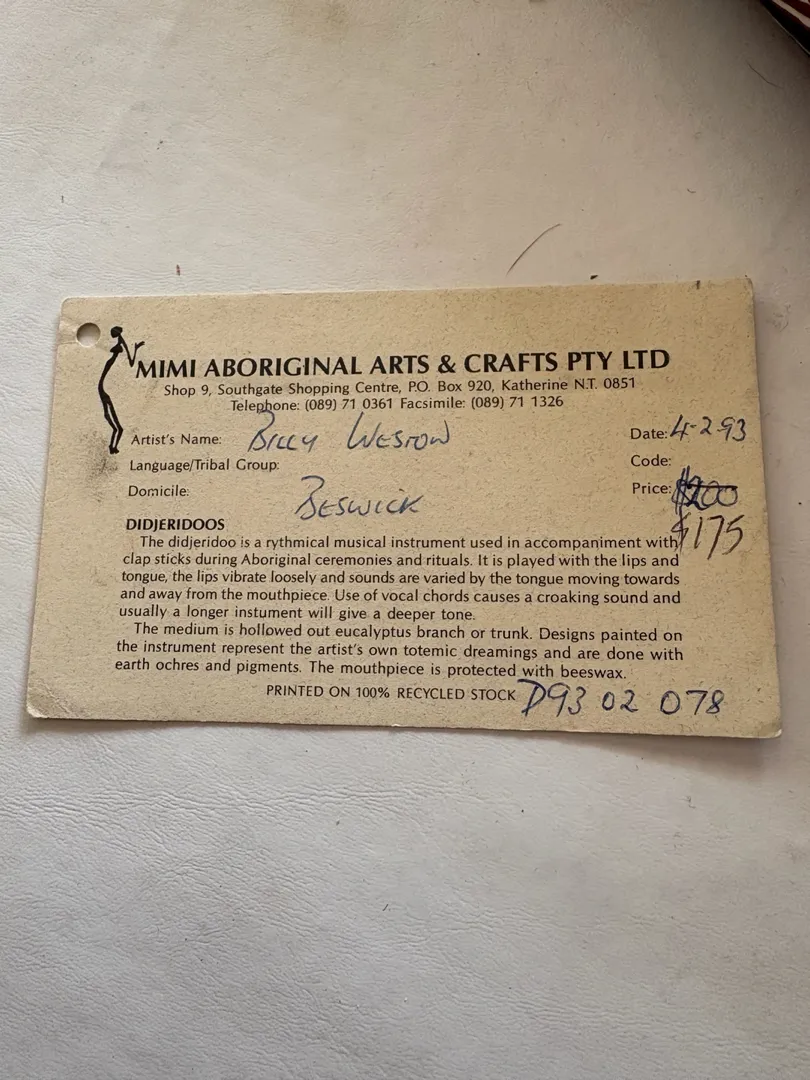 MIMI ABORIGINAL ARTS & CRAFTS PTY LTD
Shop 9, Southgate Shopping Centre, P.O. Box 920, Katherine N.T. 0851
Telephone: (089) 71 0361 Facsimile: (089) 71 1326
Artist's Name: BILLY WESTON Date: 4-2-93
Language/Tribal Group: Code:
Domicile: BESWICK Price: $200
$175
DIDJERIDOOS
The didjeridoo is a rythmical musical instrument used in accompaniment with
clap sticks during Aboriginal ceremonies and rituals. It is played with the lips and
tongue, the lips vibrate loosely and sounds are varied by the tongue moving towards
and away from the mouthpiece. Use of vocal chords causes a croaking sound and
usually a longer instument will give a deeper tone.
The medium is hollowed out eucalyptus branch or trunk. Designs painted on
the instrument represent the artist's own totemic dreamings and are done with
earth ochres and pigments. The mouthpiece is protected with beeswax.
PRINTED ON 100% RECYCLED STOCK D93 02 078